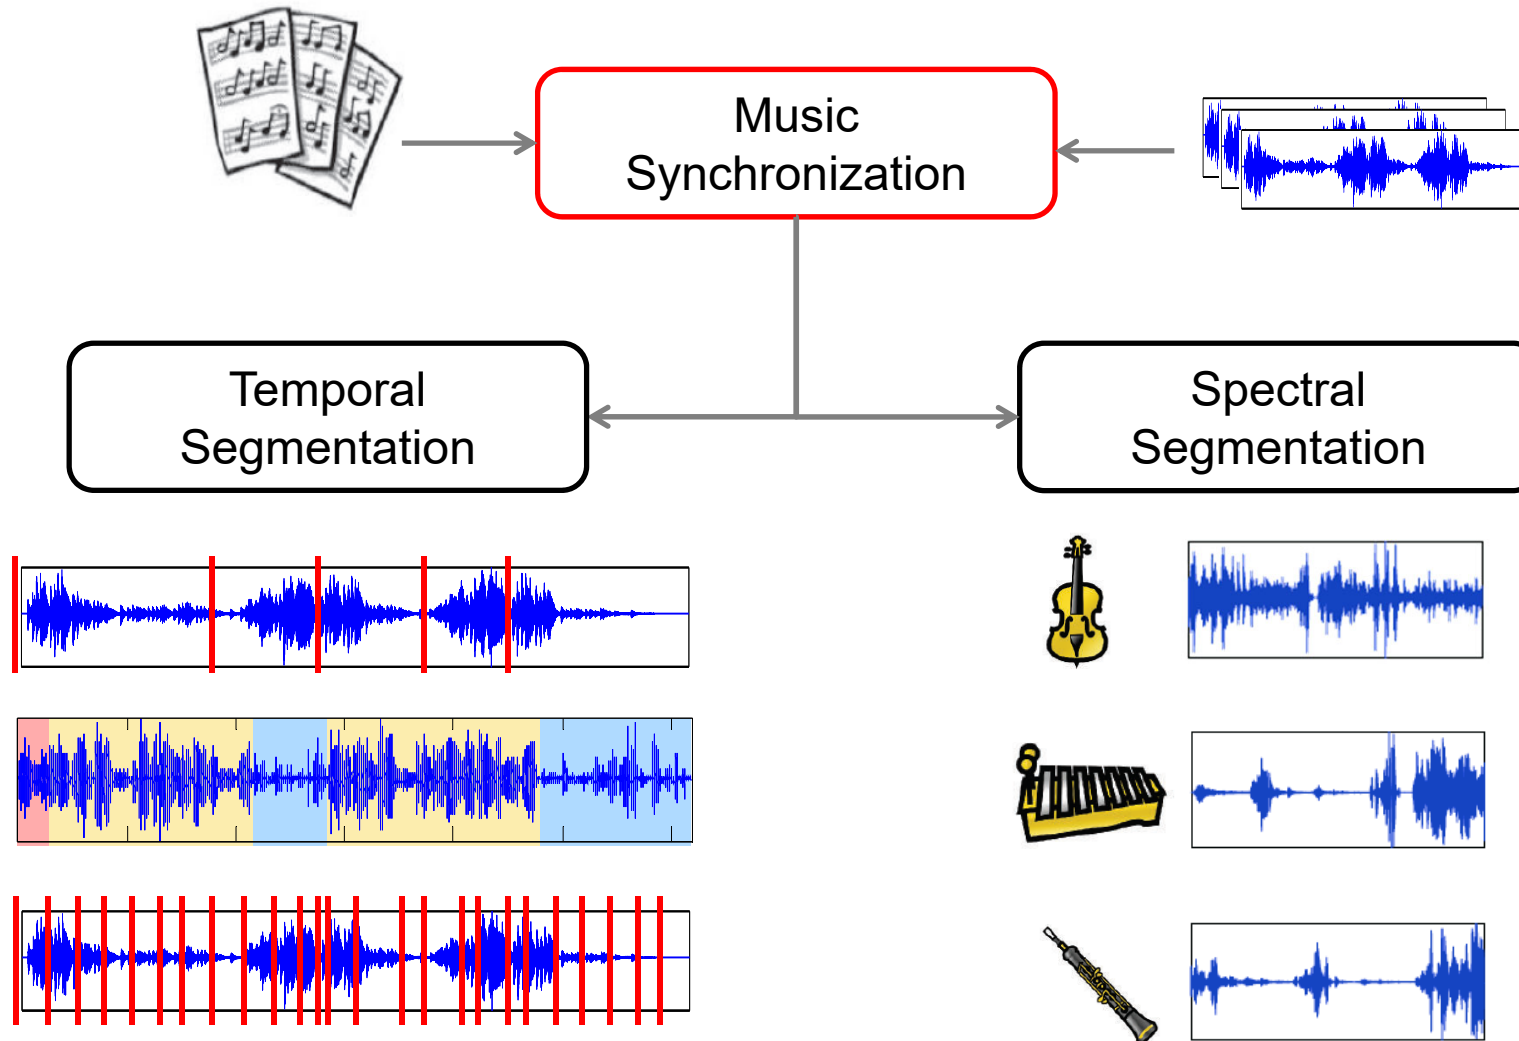 Music
Synchronization
Temporal
Segmentation
Spectral
Segmentation